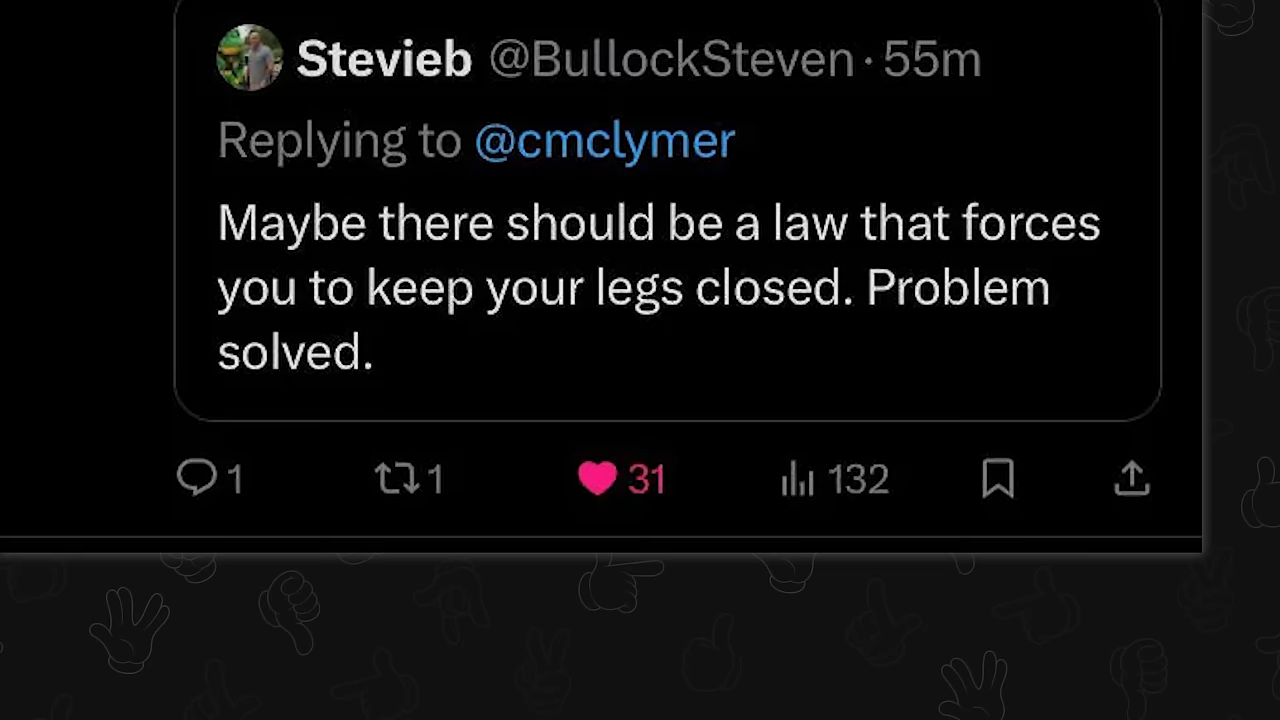 Stevieb @BullockSteven · 55m
Replying to @cmclymer
Maybe there should be a law that forces
you to keep your legs closed. Problem
solved.
1 1 31 132